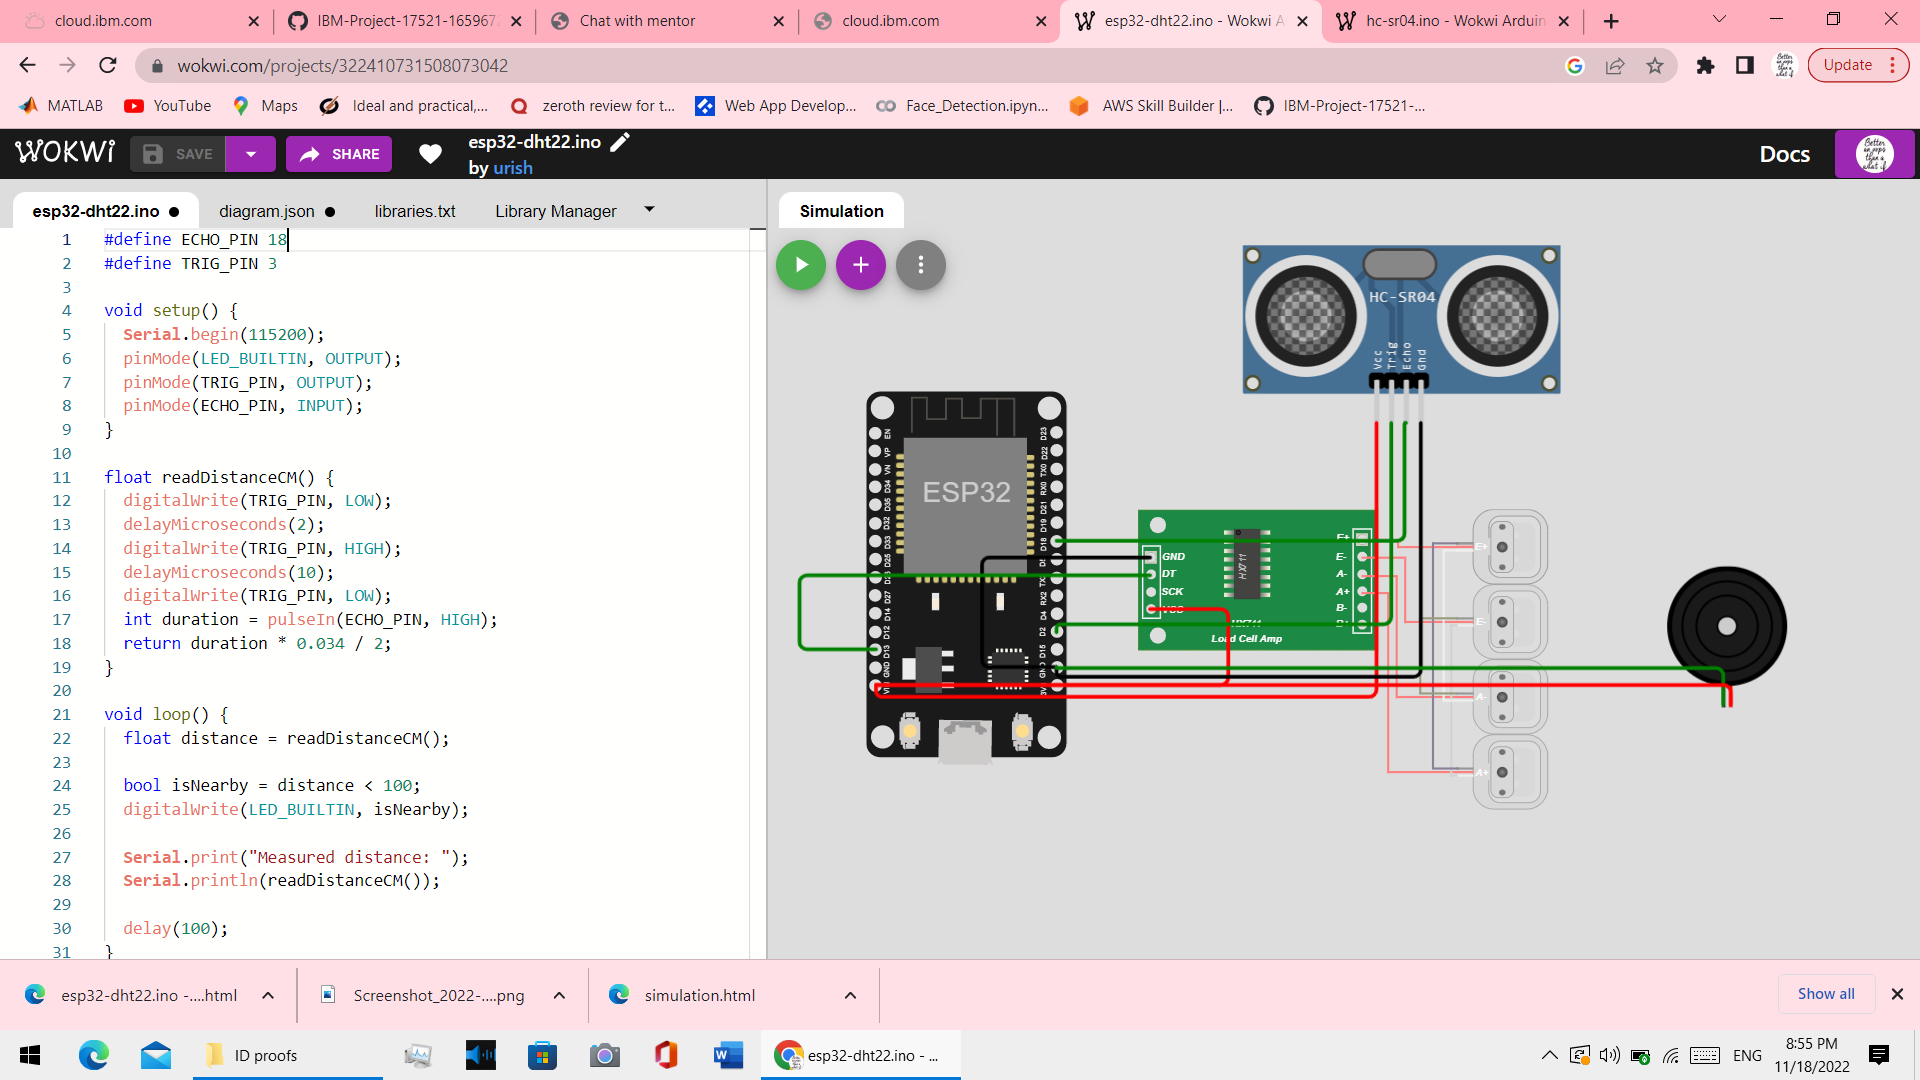 cloud.ibm.com
IBM-Project-17521-165967
Chat with mentor
cloud.ibm.com
esp32-dht22.ino - Wokwi A
hc-sr04.ino - Wokwi Arduin
wokwi.com/projects/322410731508073042
Update
MATLAB
YouTube
Maps
Ideal and practical,...
zeroth review for t...
Web App Develop...
Face_Detection.ipyn...
AWS Skill Builder |...
IBM-Project-17521-...
WOKWi
SAVE
SHARE
esp32-dht22.ino
by urish
Docs
Better an oops than a what if
esp32-dht22.ino
diagram.json
libraries.txt
Library Manager
Simulation
1 #define ECHO_PIN 18
2 #define TRIG_PIN 3
3
4 void setup() {
5 Serial.begin(115200);
6 pinMode(LED_BUILTIN, OUTPUT);
7 pinMode(TRIG_PIN, OUTPUT);
8 pinMode(ECHO_PIN, INPUT);
9 }
10
11 float readDistanceCM() {
12 digitalWrite(TRIG_PIN, LOW);
13 delayMicroseconds(2);
14 digitalWrite(TRIG_PIN, HIGH);
15 delayMicroseconds(10);
16 digitalWrite(TRIG_PIN, LOW);
17 int duration = pulseIn(ECHO_PIN, HIGH);
18 return duration * 0.034 / 2;
19 }
20
21 void loop() {
22 float distance = readDistanceCM();
23
24 bool isNearby = distance < 100;
25 digitalWrite(LED_BUILTIN, isNearby);
26
27 Serial.print("Measured distance: ");
28 Serial.println(readDistanceCM());
29
30 delay(100);
31 }
HC-SR04
Vcc
Trig
Echo
Gnd
ESP32
EN
VP
VN
D34
D35
D32
D33
D25
D27
D14
D12
D13
GND
D23
D22
TX0
RX0
D21
D19
D18
RX2
D4
D2
D15
GND
3V3
GND
DT
SCK
VCC
HX711
E+
E-
A-
A+
B-
B+
HX711
Load Cell Amp
E+
E-
A-
A+
esp32-dht22.ino -....html
Screenshot_2022-....png
simulation.html
Show all
ID proofs
esp32-dht22.ino - ...
ENG
8:55 PM
11/18/2022